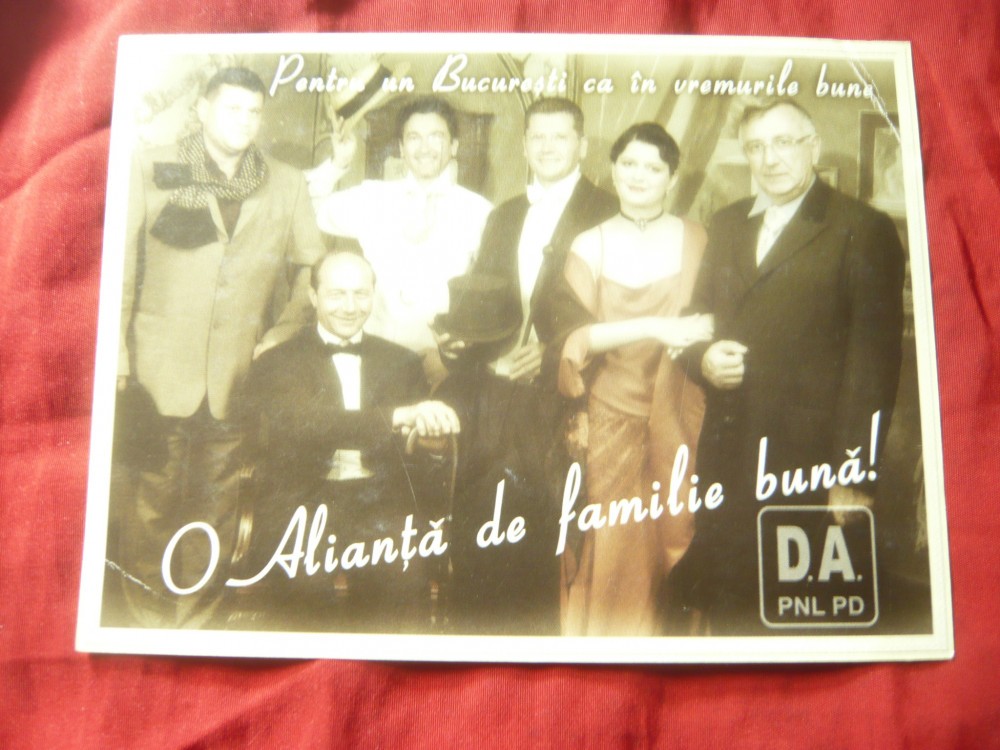 Pentru un București ca în vremurile bune
O Alianță de familie bună!
D.A.
PNL PD